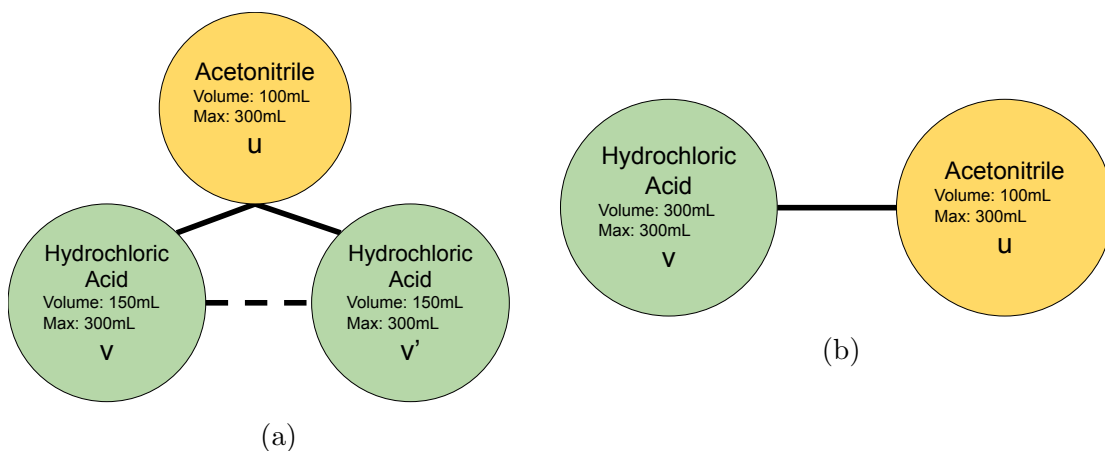 Acetonitrile
Volume: 100mL
Max: 300mL
u
Hydrochloric
Acid
Volume: 150mL
Max: 300mL
v
Hydrochloric
Acid
Volume: 150mL
Max: 300mL
v'
(a)
Hydrochloric
Acid
Volume: 300mL
Max: 300mL
v
Acetonitrile
Volume: 100mL
Max: 300mL
u
(b)